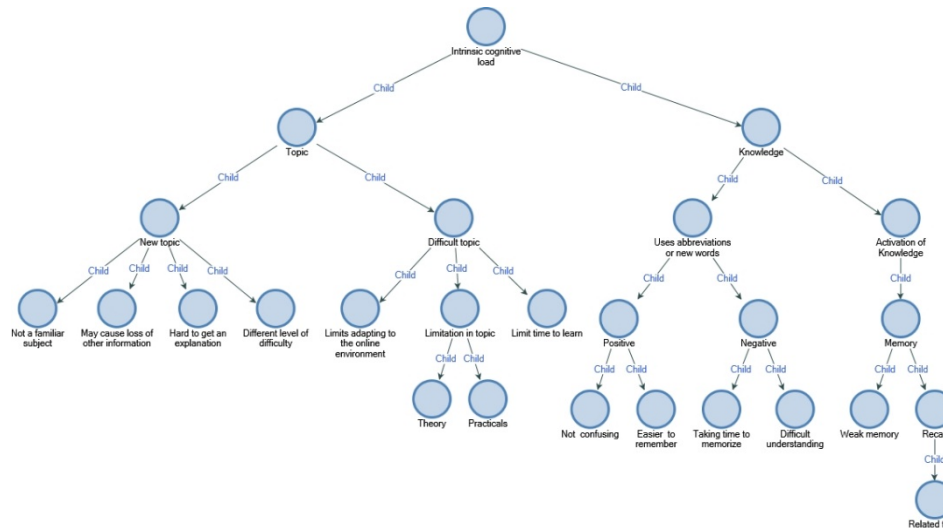 Intrinsic cognitive
load
Child
Child
Topic
Knowledge
Child
Child
Child
Child
New topic
Difficult topic
Uses abbreviations
or new words
Activation of
Knowledge
Child
Child
Child
Child
Child
Child
Child
Child
Child
Child
Not a familiar
subject
May cause loss of
other information
Hard to get an
explanation
Different level of
difficulty
Limits adapting to
the online
environment
Limitation in topic
Limit time to learn
Positive
Negative
Memory
Child
Child
Child
Child
Child
Child
Child
Child
Theory
Practicals
Not confusing
Easier to
remember
Taking time to
memorize
Difficult
understanding
Weak memory
Child
Related